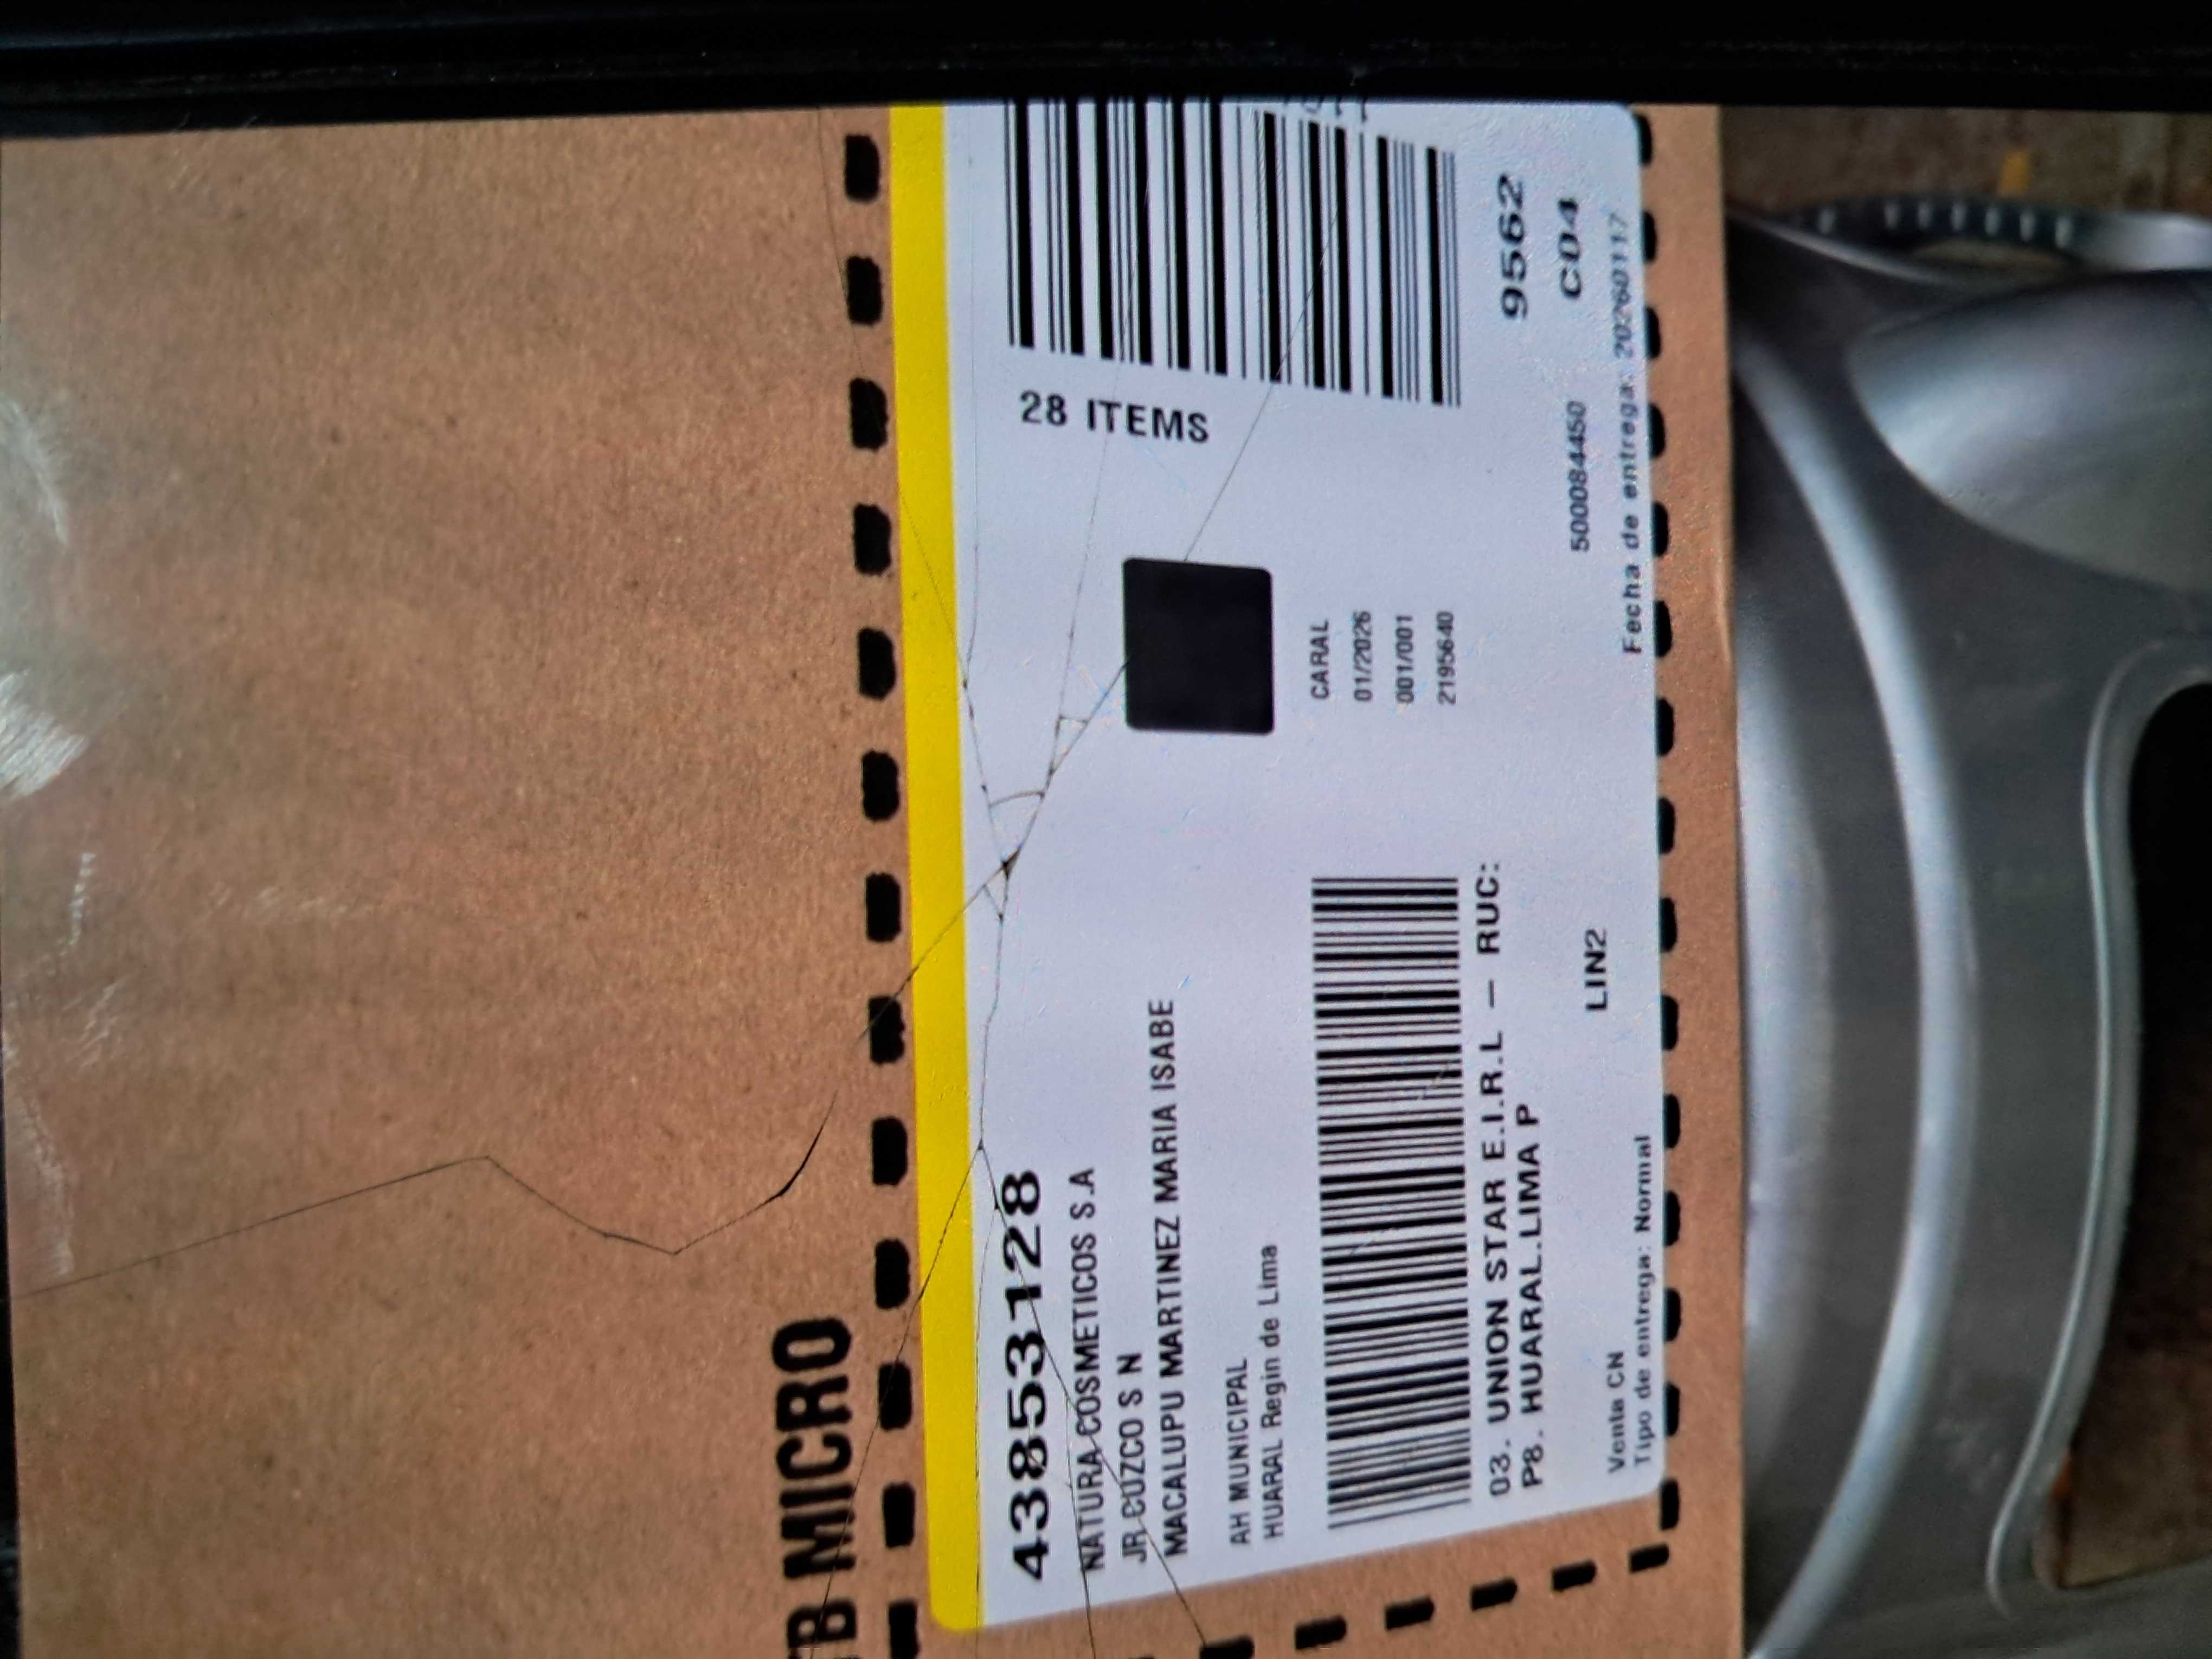 B MICRO
43853128
NATURA COSMETICOS S.A
JR CUZCO S N
MACALUPU MARTINEZ MARIA ISABE
AH MUNICIPAL
HUARAL Regin de Lima
28 ITEMS
CARAL
01/2026
001/001
2195640
03. UNION STAR E.I.R.L – RUC:
P8. HUARAL.LIMA P
9562
C04
LIN2
500084450
Venta CN
Tipo de entrega: Normal
Fecha de entrega: 20260117